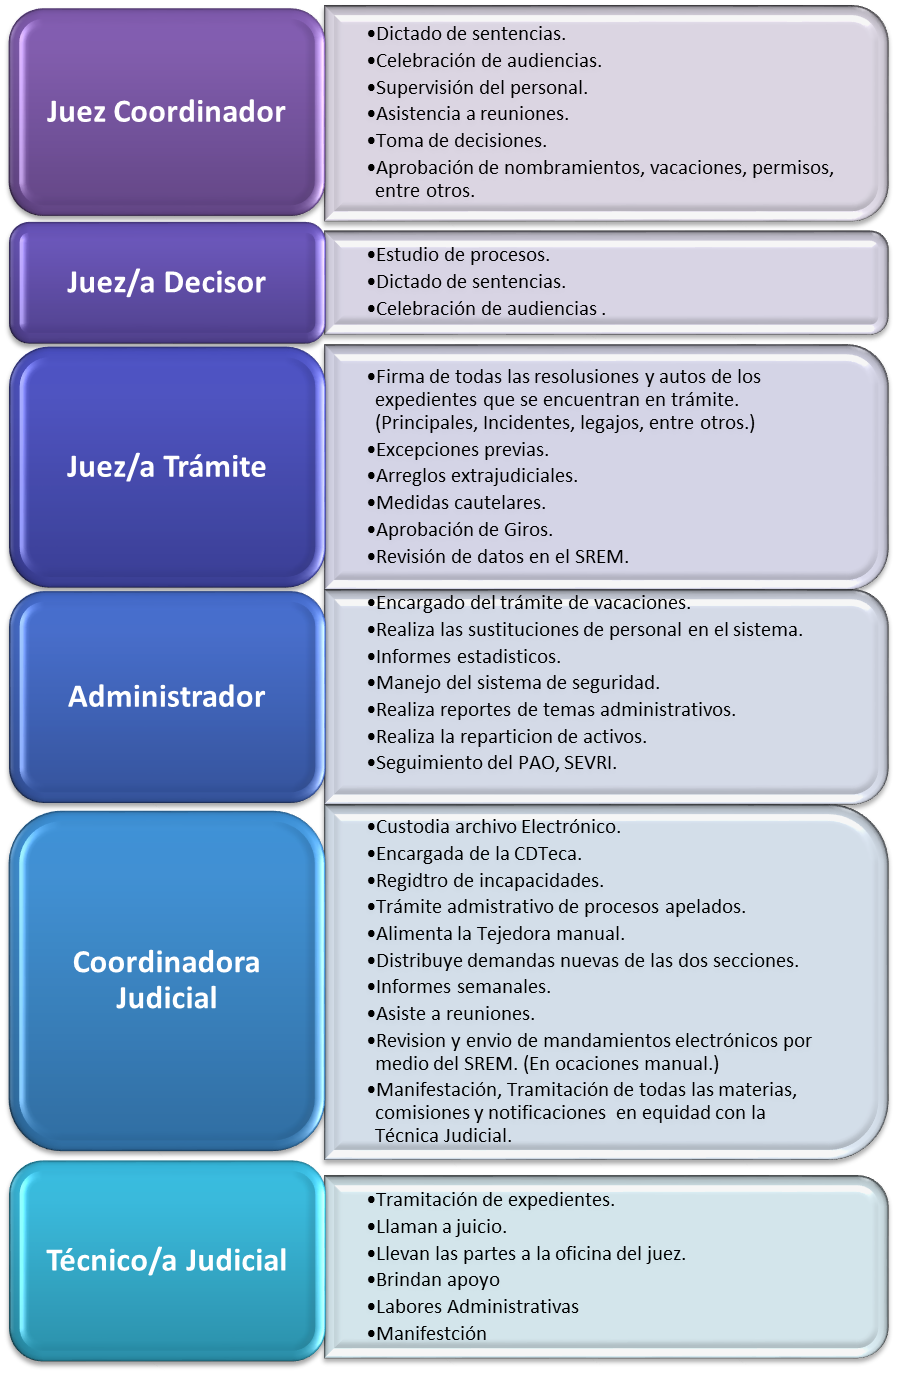 Juez Coordinador
•Dictado de sentencias.
•Celebración de audiencias.
•Supervisión del personal.
•Asistencia a reuniones.
•Toma de decisiones.
•Aprobación de nombramientos, vacaciones, permisos,
entre otros.
Juez/a Decisor
•Estudio de procesos.
•Dictado de sentencias.
•Celebración de audiencias .
Juez/a Trámite
•Firma de todas las resolusiones y autos de los
expedientes que se encuentran en trámite.
(Principales, Incidentes, legajos, entre otros.)
•Excepciones previas.
•Arreglos extrajudiciales.
•Medidas cautelares.
•Aprobación de Giros.
•Revisión de datos en el SREM.
Administrador
•Encargado del trámite de vacaciones.
•Realiza las sustituciones de personal en el sistema.
•Informes estadisticos.
•Manejo del sistema de seguridad.
•Realiza reportes de temas administrativos.
•Realiza la reparticion de activos.
•Seguimiento del PAO, SEVRI.
Coordinadora
Judicial
•Custodia archivo Electrónico.
•Encargada de la CDTeca.
•Regidtro de incapacidades.
•Trámite admistrativo de procesos apelados.
•Alimenta la Tejedora manual.
•Distribuye demandas nuevas de las dos secciones.
•Informes semanales.
•Asiste a reuniones.
•Revision y envio de mandamientos electrónicos por
medio del SREM. (En ocaciones manual.)
•Manifestación, Tramitación de todas las materias,
comisiones y notificaciones  en equidad con la
Técnica Judicial.
Técnico/a Judicial
•Tramitación de expedientes.
•Llaman a juicio.
•Llevan las partes a la oficina del juez.
•Brindan apoyo
•Labores Administrativas
•Manifestción